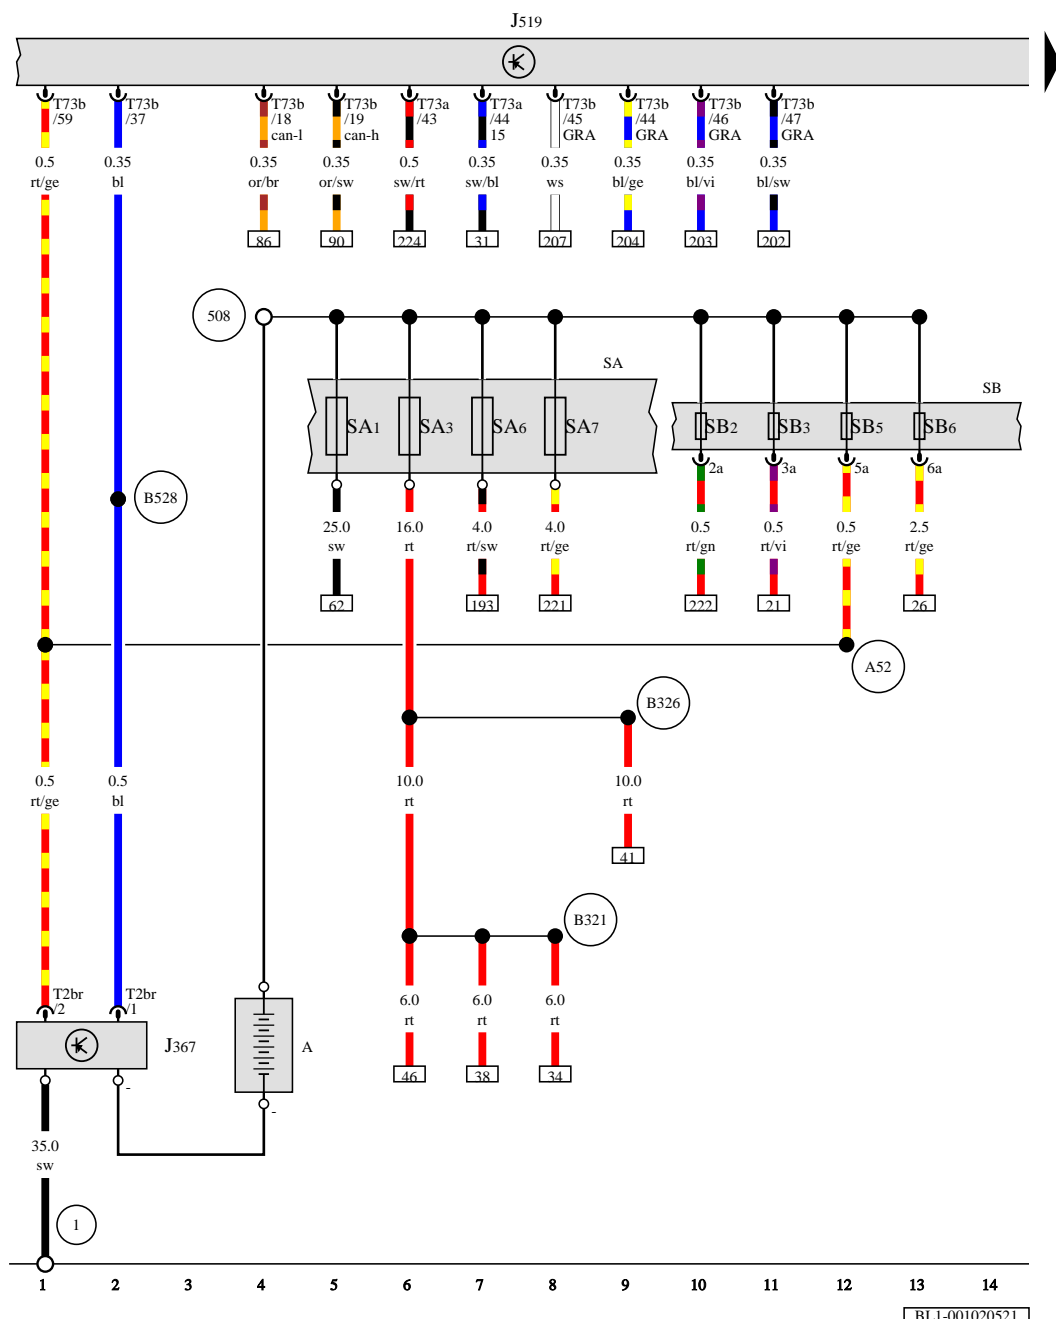 J519
T73b T73b T73b T73b T73a T73a T73b T73b T73b T73b
/59 /37 /18 /19 /43 /44 /45 /44 /46 /47
can-l can-h 15 GRA GRA GRA GRA
0.5 0.35 0.35 0.35 0.5 0.35 0.35 0.35 0.35 0.35
rt/ge bl or/br or/sw sw/rt sw/bl ws bl/ge bl/vi bl/sw
86 90 224 31 207 204 203 202
508
SA
SB
SA1 SA3 SA6 SA7 SB2 SB3 SB5 SB6
2a 3a 5a 6a
B528
25.0 16.0 4.0 4.0 0.5 0.5 0.5 2.5
sw rt rt/sw rt/ge rt/gn rt/vi rt/ge rt/ge
62 193 221 222 21 26
A52
B326
0.5 0.5 10.0 10.0
rt/ge bl rt rt
41
B321
T2br T2br
/2 /1
6.0 6.0 6.0
rt rt rt
J367 A
46 38 34
- -
35.0
sw
1
1 2 3 4 5 6 7 8 9 10 11 12 13 14
BL1-001020521